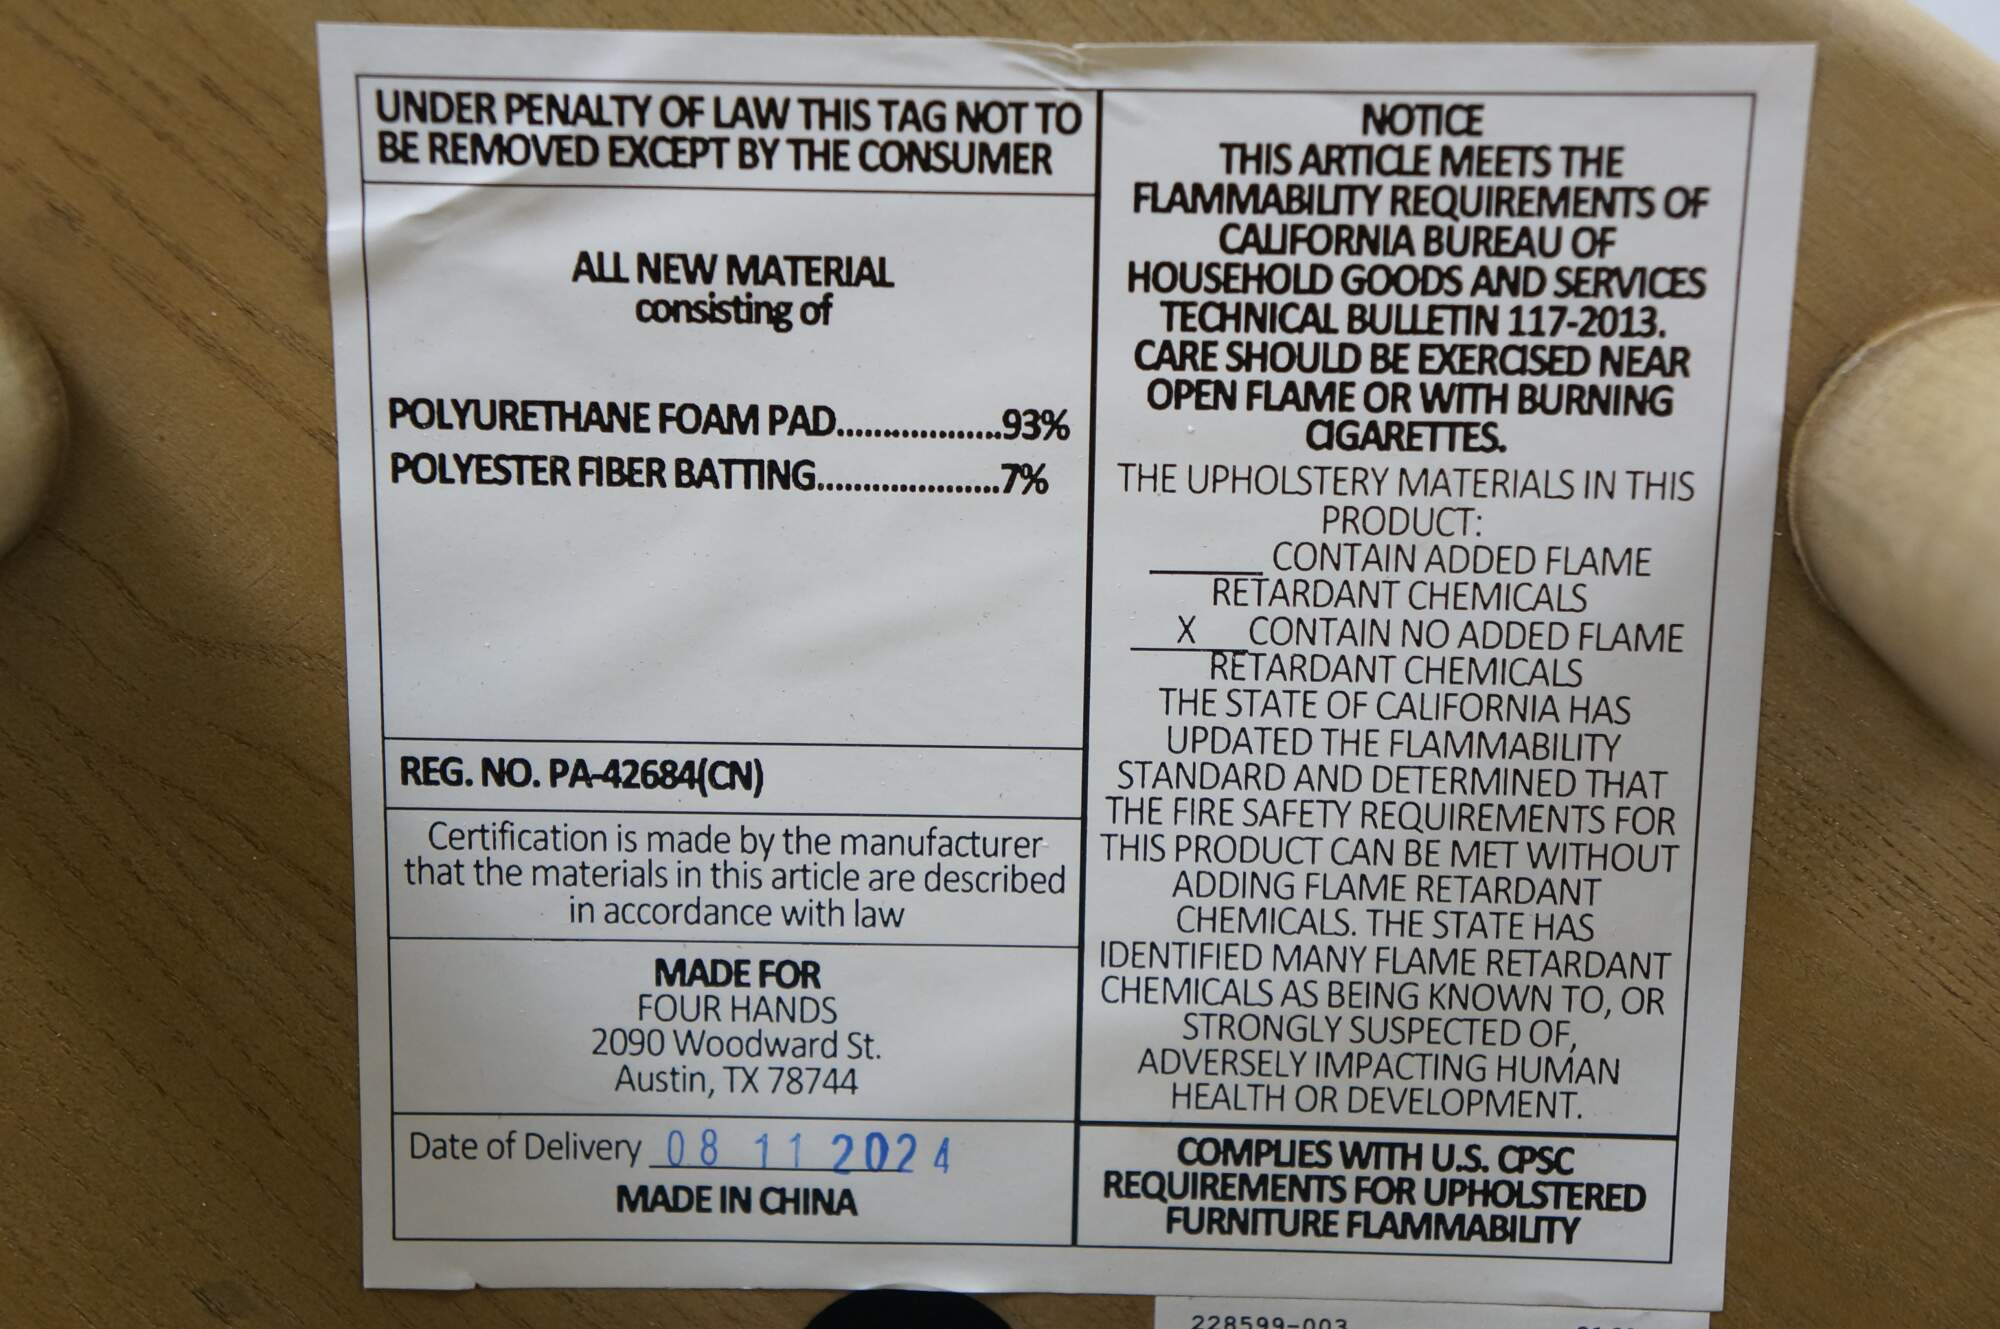 UNDER PENALTY OF LAW THIS TAG NOT TO
BE REMOVED EXCEPT BY THE CONSUMER
ALL NEW MATERIAL
consisting of
POLYURETHANE FOAM PAD..................93%
POLYESTER FIBER BATTING....................7%
REG. NO. PA-42684(CN)
Certification is made by the manufacturer
that the materials in this article are described
in accordance with law
MADE FOR
FOUR HANDS
2090 Woodward St.
Austin, TX 78744
Date of Delivery 08 11 2024
MADE IN CHINA
NOTICE
THIS ARTICLE MEETS THE
FLAMMABILITY REQUIREMENTS OF
CALIFORNIA BUREAU OF
HOUSEHOLD GOODS AND SERVICES
TECHNICAL BULLETIN 117-2013.
CARE SHOULD BE EXERCISED NEAR
OPEN FLAME OR WITH BURNING
CIGARETTES.
THE UPHOLSTERY MATERIALS IN THIS
PRODUCT:
______ CONTAIN ADDED FLAME
RETARDANT CHEMICALS
__X__ CONTAIN NO ADDED FLAME
RETARDANT CHEMICALS
THE STATE OF CALIFORNIA HAS
UPDATED THE FLAMMABILITY
STANDARD AND DETERMINED THAT
THE FIRE SAFETY REQUIREMENTS FOR
THIS PRODUCT CAN BE MET WITHOUT
ADDING FLAME RETARDANT
CHEMICALS. THE STATE HAS
IDENTIFIED MANY FLAME RETARDANT
CHEMICALS AS BEING KNOWN TO, OR
STRONGLY SUSPECTED OF,
ADVERSELY IMPACTING HUMAN
HEALTH OR DEVELOPMENT.
COMPLIES WITH U.S. CPSC
REQUIREMENTS FOR UPHOLSTERED
FURNITURE FLAMMABILITY
228599-003